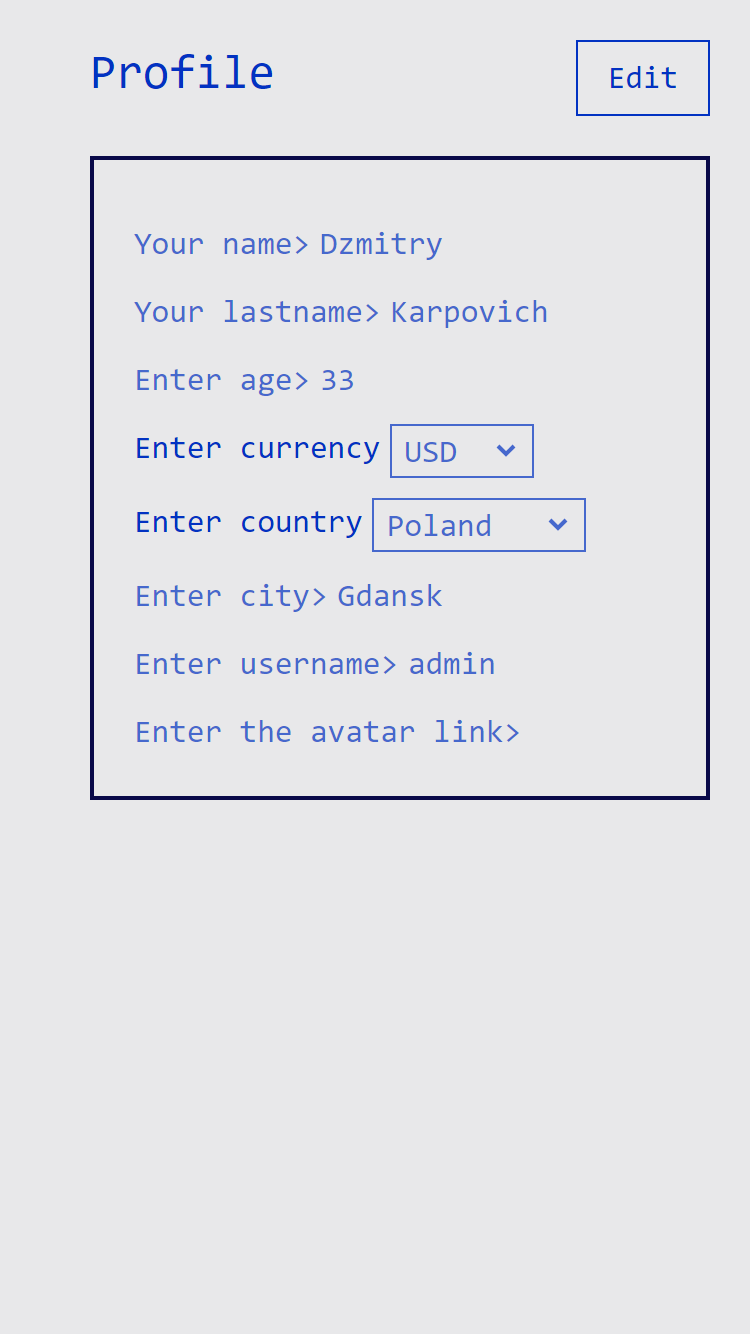 Profile
Edit
Your name> Dzmitry
Your lastname> Karpovich
Enter age> 33
Enter currency USD
Enter country Poland
Enter city> Gdansk
Enter username> admin
Enter the avatar link>